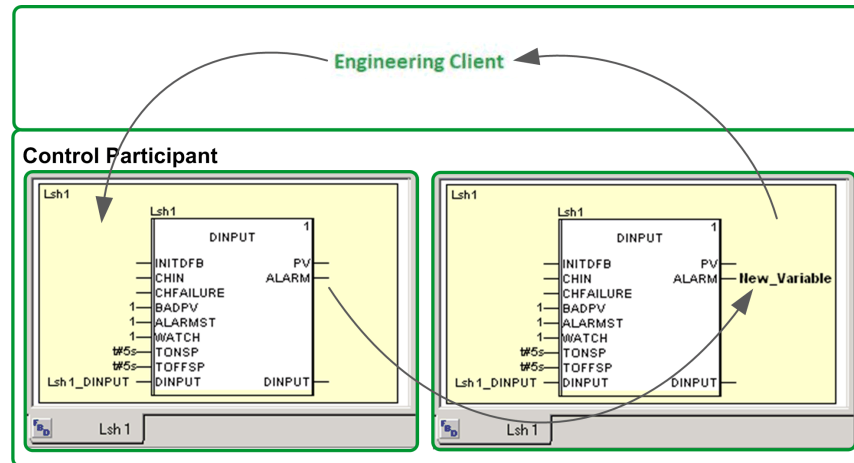 Engineering Client
Control Participant
Lsh1
Lsh1
1
DINPUT
INITDFB PV
CHIN ALARM
CHFAILURE
1 BADPV
1 ALARMST
1 WATCH
t#5s TONSP
t#5s TOFFSP
Lsh1_DINPUT DINPUT DINPUT
FBD Lsh 1
Lsh1
Lsh1
1
DINPUT
INITDFB PV
CHIN ALARM New_Variable
CHFAILURE
1 BADPV
1 ALARMST
1 WATCH
t#5s TONSP
t#5s TOFFSP
Lsh1_DINPUT DINPUT DINPUT
FBD Lsh 1